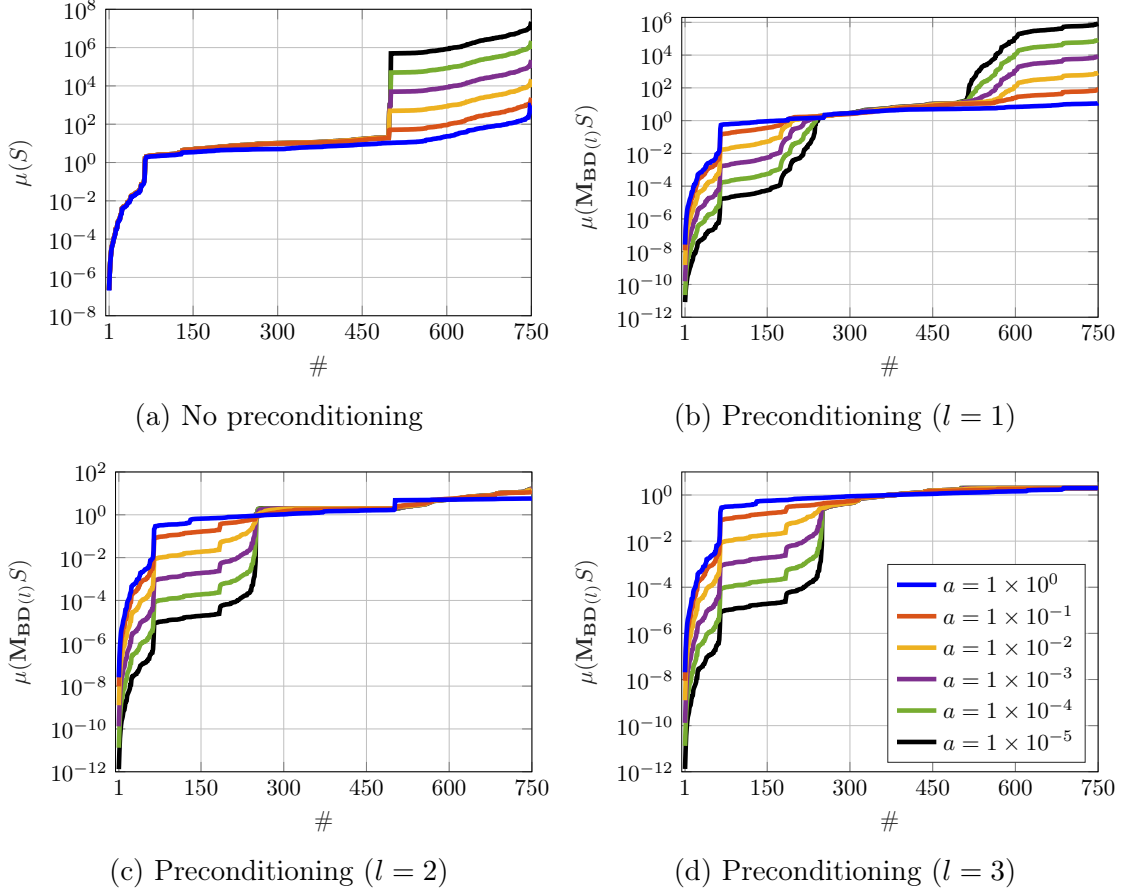 10^8
10^6
10^4
10^2
10^0
10^−2
10^−4
10^−6
10^−8
μ(S)
1 150 300 450 600 750
#
(a) No preconditioning
10^6
10^4
10^2
10^0
10^−2
10^−4
10^−6
10^−8
10^−10
10^−12
μ(M_BD(l) S)
1 150 300 450 600 750
#
(b) Preconditioning (l = 1)
10^2
10^0
10^−2
10^−4
10^−6
10^−8
10^−10
10^−12
μ(M_BD(l) S)
1 150 300 450 600 750
#
(c) Preconditioning (l = 2)
10^0
10^−2
10^−4
10^−6
10^−8
10^−10
10^−12
μ(M_BD(l) S)
1 150 300 450 600 750
#
a = 1 × 10^0
a = 1 × 10^−1
a = 1 × 10^−2
a = 1 × 10^−3
a = 1 × 10^−4
a = 1 × 10^−5
(d) Preconditioning (l = 3)